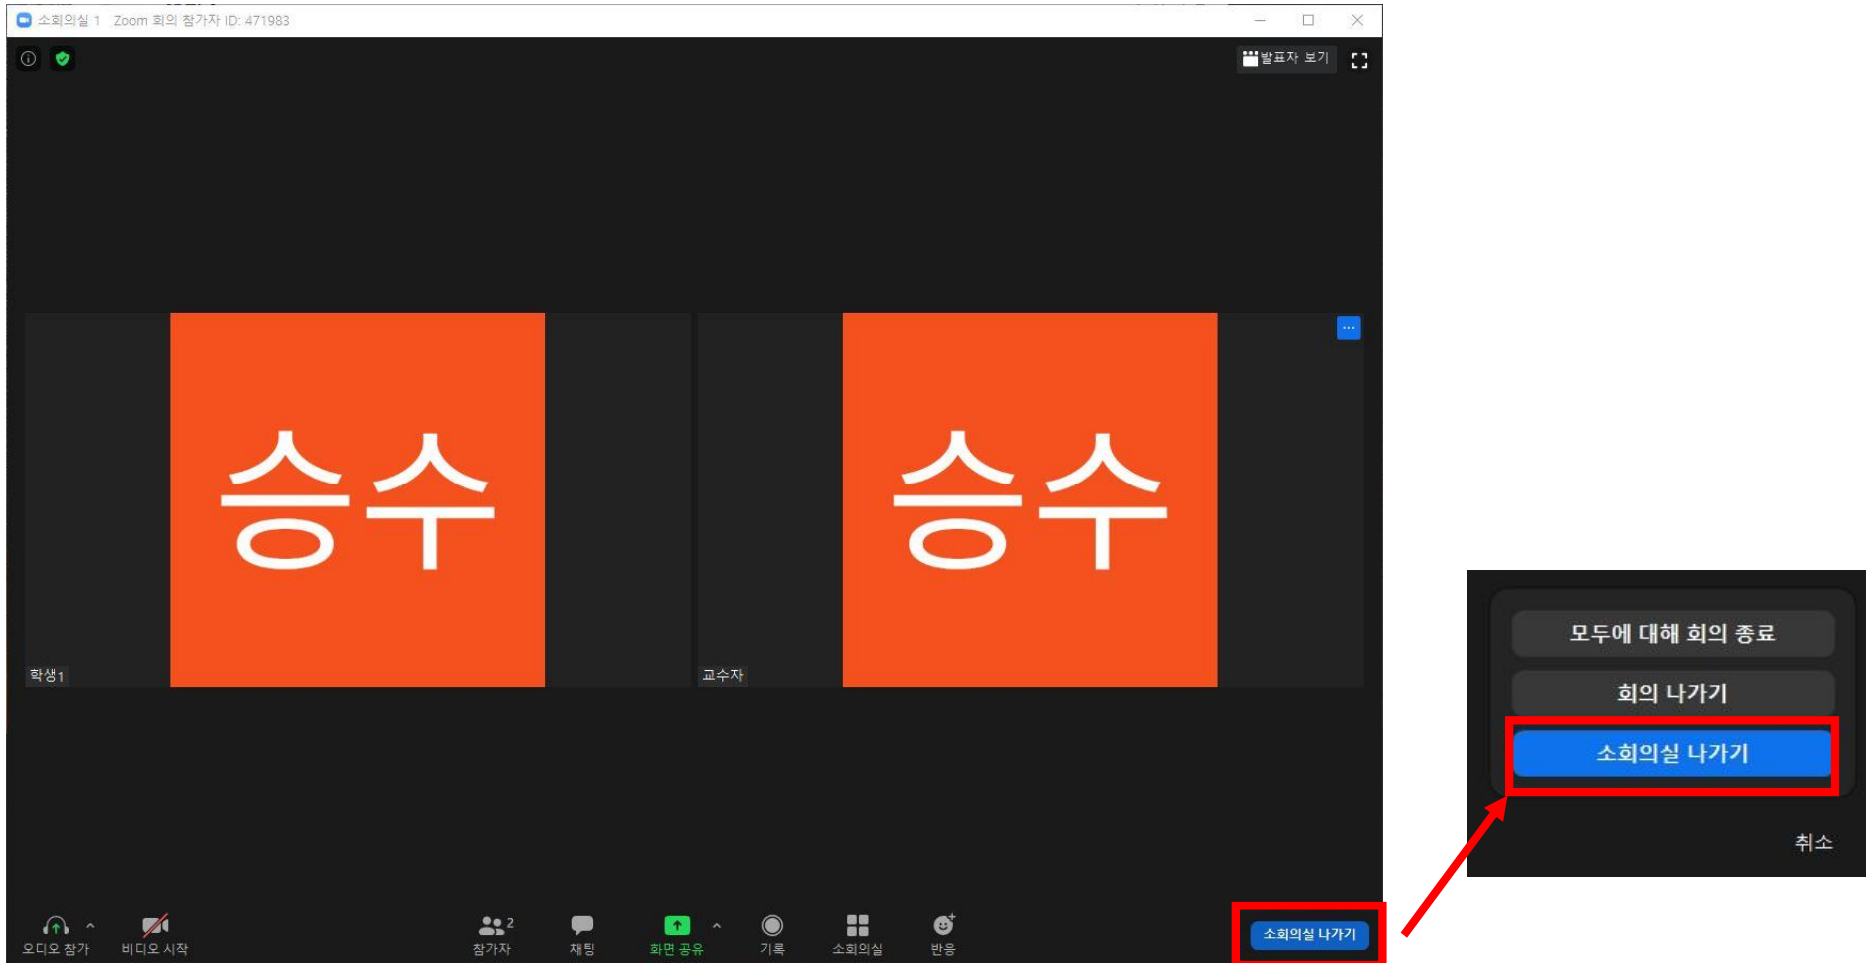 소회의실 1 Zoom 회의 참가자 ID: 471983
발표자 보기
승수
승수
학생1
교수자
모두에 대해 회의 종료
회의 나가기
소회의실 나가기
취소
오디오 참가
비디오 시작
2
참가자
채팅
화면 공유
기록
소회의실
반응
소회의실 나가기